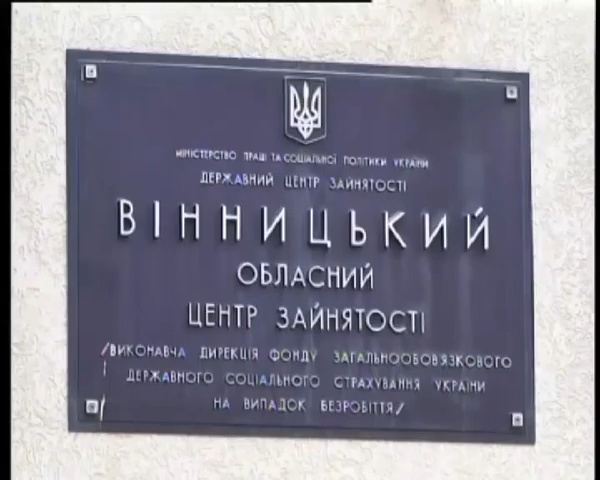 МІНІСТЕРСТВО ПРАЦІ ТА СОЦІАЛЬНОЇ ПОЛІТИКИ УКРАЇНИ
ДЕРЖАВНИЙ ЦЕНТР ЗАЙНЯТОСТІ
ВІННИЦЬКИЙ
ОБЛАСНИЙ
ЦЕНТР ЗАЙНЯТОСТІ
/ВИКОНАВЧА ДИРЕКЦІЯ ФОНДУ ЗАГАЛЬНООБОВ'ЯЗКОВОГО
ДЕРЖАВНОГО СОЦІАЛЬНОГО СТРАХУВАННЯ УКРАЇНИ
НА ВИПАДОК БЕЗРОБІТТЯ/